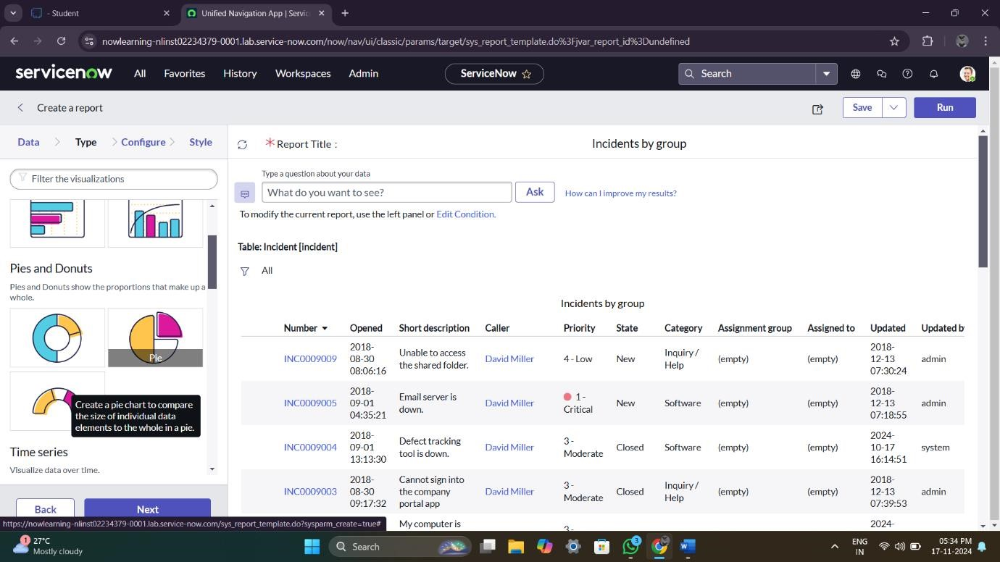 - Student
Unified Navigation App | Servic
nowlearning-nlinst02234379-0001.lab.service-now.com/now/nav/ui/classic/params/target/sys_report_template.do%3Fjvar_report_id%3Dundefined
servicenow
All
Favorites
History
Workspaces
Admin
ServiceNow
Search
Create a report
Save
Run
Data
Type
Configure
Style
*Report Title :
Incidents by group
Filter the visualizations
Type a question about your data
What do you want to see?
Ask
How can I improve my results?
To modify the current report, use the left panel or Edit Condition.
Table: Incident [incident]
All
Pies and Donuts
Pies and Donuts show the proportions that make up a
whole.
Pie
Create a pie chart to compare
the size of individual data
elements to the whole in a pie.
Time series
Visualize data over time.
Back
Next
Incidents by group
Number Opened Short description Caller Priority State Category Assignment group Assigned to Updated Updated b
INC0009009 2018-08-30 08:06:16 Unable to access the shared folder. David Miller 4 - Low New Inquiry / Help (empty) (empty) 2018-12-13 07:30:24 admin
INC0009005 2018-09-01 04:35:21 Email server is down. David Miller 1 - Critical New Software (empty) (empty) 2018-12-13 07:18:55 admin
INC0009004 2018-09-01 13:13:30 Defect tracking tool is down. David Miller 3 - Moderate Closed Software (empty) (empty) 2024-10-17 16:14:51 system
INC0009003 2018-08-30 09:17:32 Cannot sign into the company portal app David Miller 3 - Moderate Closed Inquiry / Help (empty) (empty) 2018-12-13 07:39:53 admin
My computer is 3 - 2024-
https://nowlearning-nlinst02234379-0001.lab.service-now.com/sys_report_template.do?sysparm_create=true#
1
27°C
Mostly cloudy
Search
3
ENG
IN
05:34 PM
17-11-2024